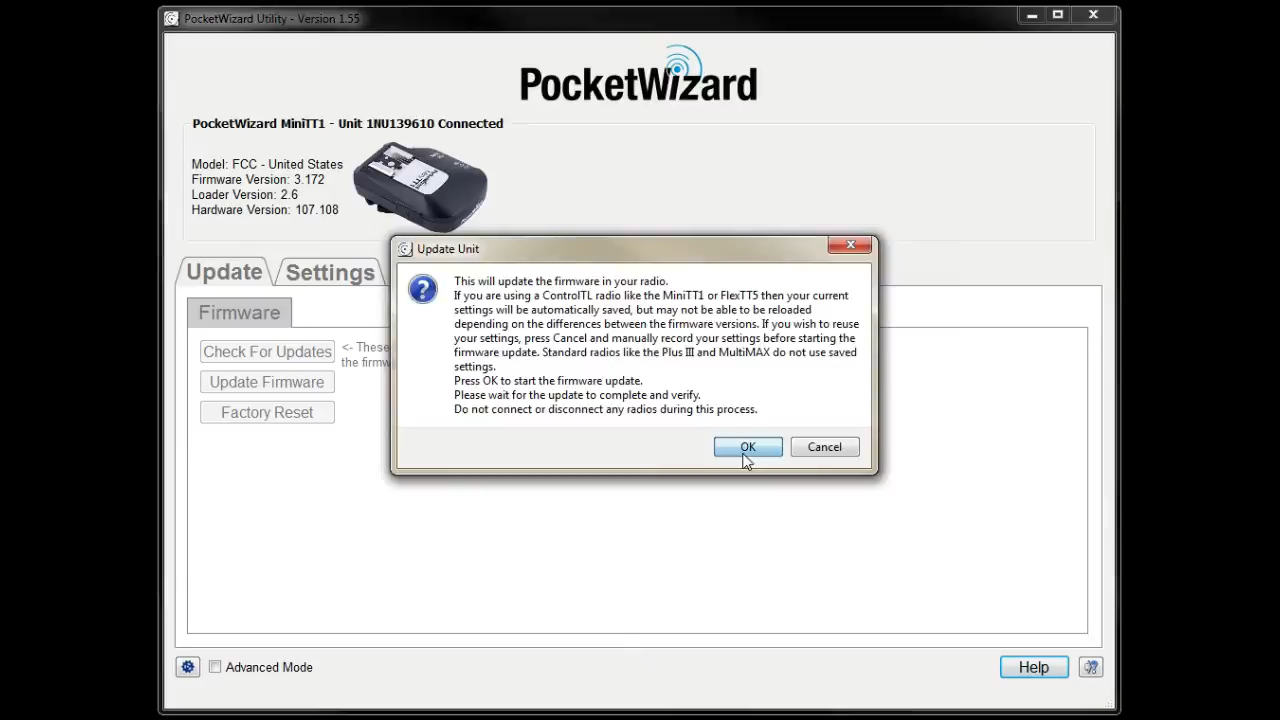 PocketWizard Utility - Version 1.55
PocketWizard
PocketWizard MiniTT1 - Unit 1NU139610 Connected
Model: FCC - United States
Firmware Version: 3.172
Loader Version: 2.6
Hardware Version: 107.108
Update Settings
Firmware
Check For Updates
Update Firmware
Factory Reset
<- These
the firmw
Update Unit
This will update the firmware in your radio.
If you are using a ControlTL radio like the MiniTT1 or FlexTT5 then your current
settings will be automatically saved, but may not be able to be reloaded
depending on the differences between the firmware versions. If you wish to reuse
your settings, press Cancel and manually record your settings before starting the
firmware update. Standard radios like the Plus III and MultiMAX do not use saved
settings.
Press OK to start the firmware update.
Please wait for the update to complete and verify.
Do not connect or disconnect any radios during this process.
OK Cancel
Advanced Mode
Help